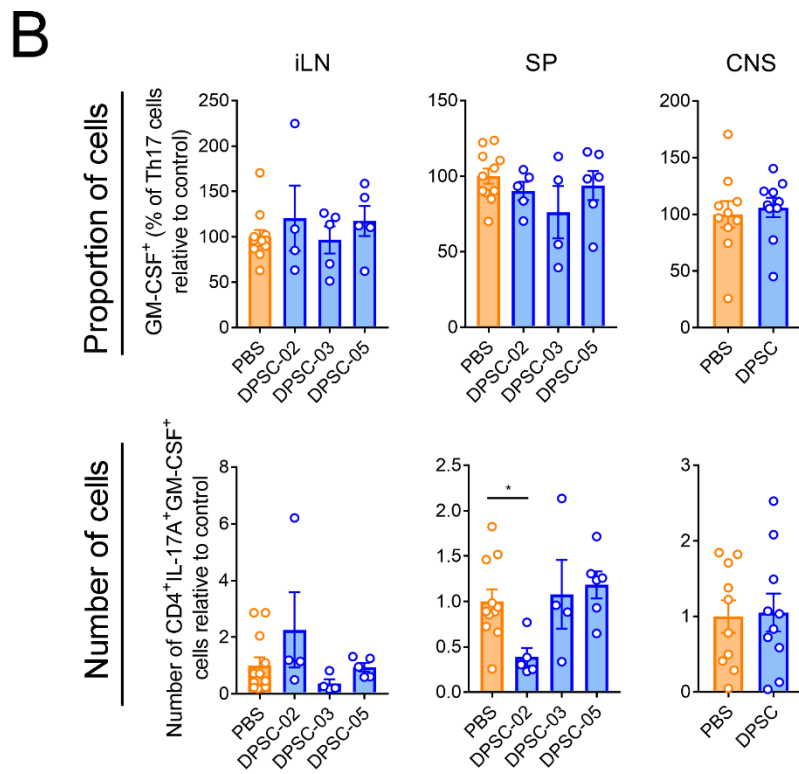 B
iLN
SP
CNS
Proportion of cells
GM-CSF⁺ (% of Th17 cells
relative to control)
250
200
150
100
50
0
PBS
DPSC-02
DPSC-03
DPSC-05
150
100
50
0
PBS
DPSC-02
DPSC-03
DPSC-05
200
150
100
50
0
PBS
DPSC
Number of cells
Number of CD4⁺IL-17A⁺GM-CSF⁺
cells relative to control
8
6
4
2
0
PBS
DPSC-02
DPSC-03
DPSC-05
2.5
2.0
1.5
1.0
0.5
0.0
*
PBS
DPSC-02
DPSC-03
DPSC-05
3
2
1
0
PBS
DPSC